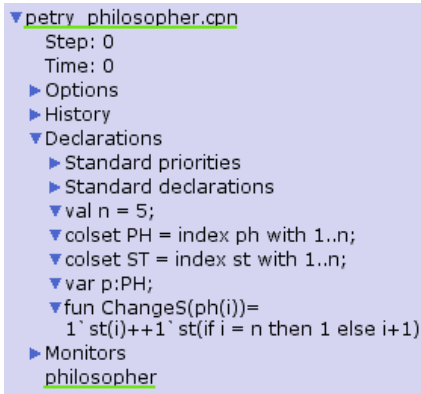 petry philosopher.cpn
Step: 0
Time: 0
Options
History
Declarations
Standard priorities
Standard declarations
val n = 5;
colset PH = index ph with 1..n;
colset ST = index st with 1..n;
var p:PH;
fun ChangeS(ph(i))=
1`st(i)++1`st(if i = n then 1 else i+1)
Monitors
philosopher